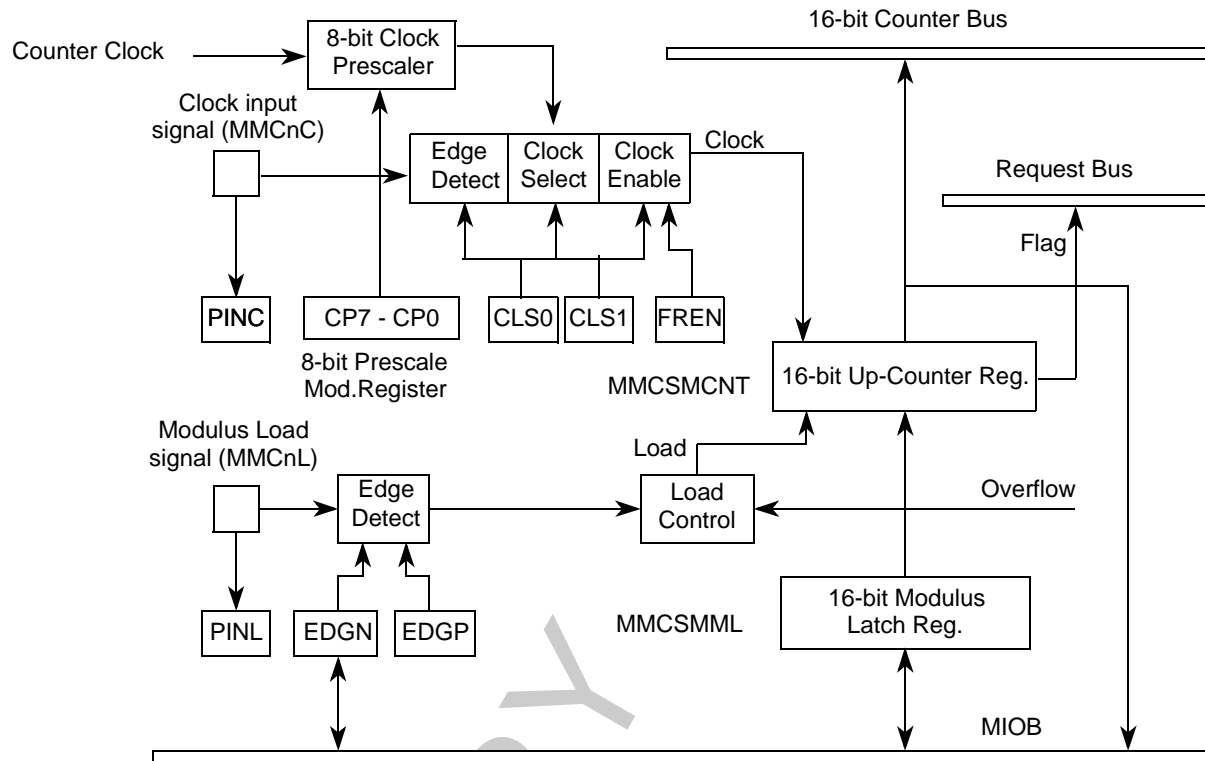 16-bit Counter Bus
Counter Clock
8-bit Clock
Prescaler
Clock input
signal (MMCnC)
Edge
Detect
Clock
Select
Clock
Enable
Clock
Request Bus
Flag
PINC
CP7 - CP0
CLS0
CLS1
FREN
8-bit Prescale
Mod.Register
MMCSMCNT
16-bit Up-Counter Reg.
Modulus Load
signal (MMCnL)
Load
Edge
Detect
Load
Control
Overflow
PINL
EDGN
EDGP
MMCSMML
16-bit Modulus
Latch Reg.
MIOB
Y